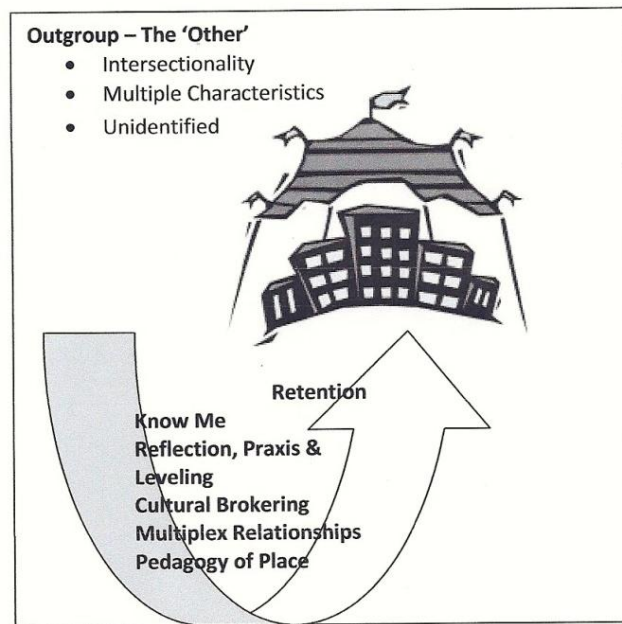 Outgroup – The 'Other'
• Intersectionality
• Multiple Characteristics
• Unidentified
Retention
Know Me
Reflection, Praxis &
Leveling
Cultural Brokering
Multiplex Relationships
Pedagogy of Place